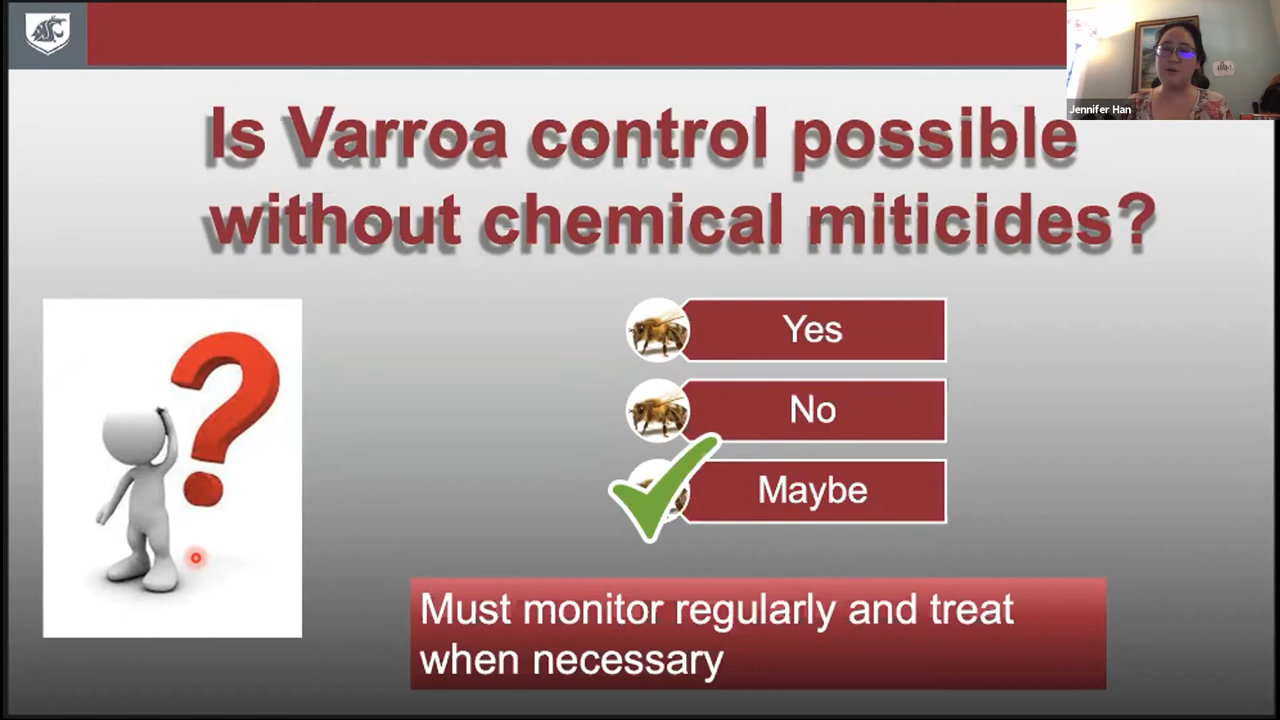 Jennifer Han
Is Varroa control possible
without chemical miticides?
Yes
No
Maybe
Must monitor regularly and treat
when necessary